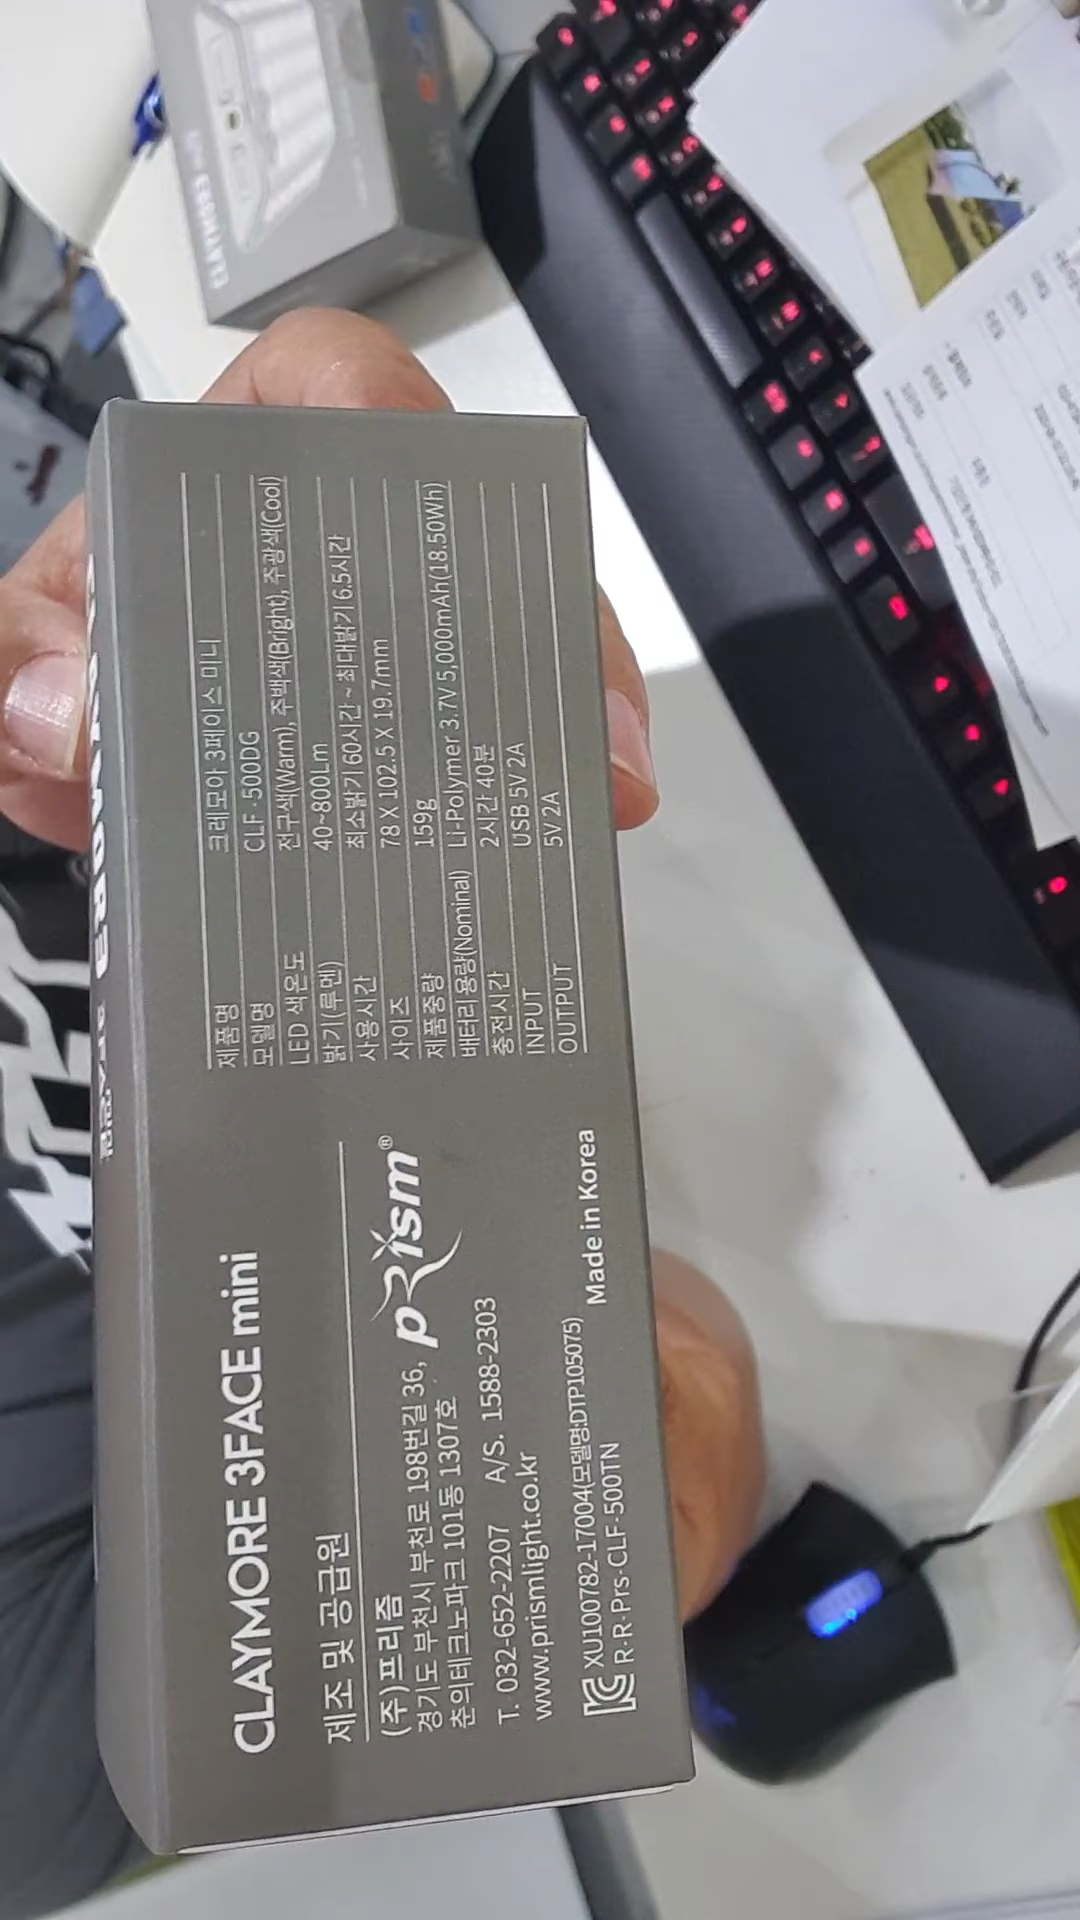 CLAYMORE 3FACE mini
제조 및 공급원
(주)프리즘
경기도 부천시 부천로 198번길 36,
춘의테크노파크 101동 1307호
prism®
T. 032-652-2207 A/S. 1588-2303
www.prismlight.co.kr
XU100782-17004(모델명:DTP105075)
R-R-Prs-CLF-500TN
Made in Korea
제품명 크레모아 3페이스 미니
모델명 CLF-500DG
LED 색온도 전구색(Warm), 주백색(Bright), 주광색(Cool)
밝기(루멘) 40~800Lm
사용시간 최소밝기 60시간 ~ 최대밝기 6.5시간
사이즈 78 X 102.5 X 19.7mm
제품중량 159g
배터리 용량(Nominal) Li-Polymer 3.7V 5,000mAh(18.50Wh)
충전시간 2시간 40분
INPUT USB 5V 2A
OUTPUT 5V 2A